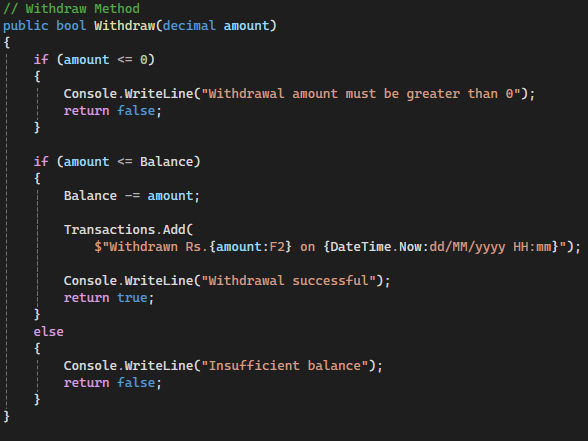 // Withdraw Method
public bool Withdraw(decimal amount)
{
    if (amount <= 0)
    {
        Console.WriteLine("Withdrawal amount must be greater than 0");
        return false;
    }

    if (amount <= Balance)
    {
        Balance -= amount;

        Transactions.Add(
            $"Withdrawn Rs.{amount:F2} on {DateTime.Now:dd/MM/yyyy HH:mm}");

        Console.WriteLine("Withdrawal successful");
        return true;
    }
    else
    {
        Console.WriteLine("Insufficient balance");
        return false;
    }
}